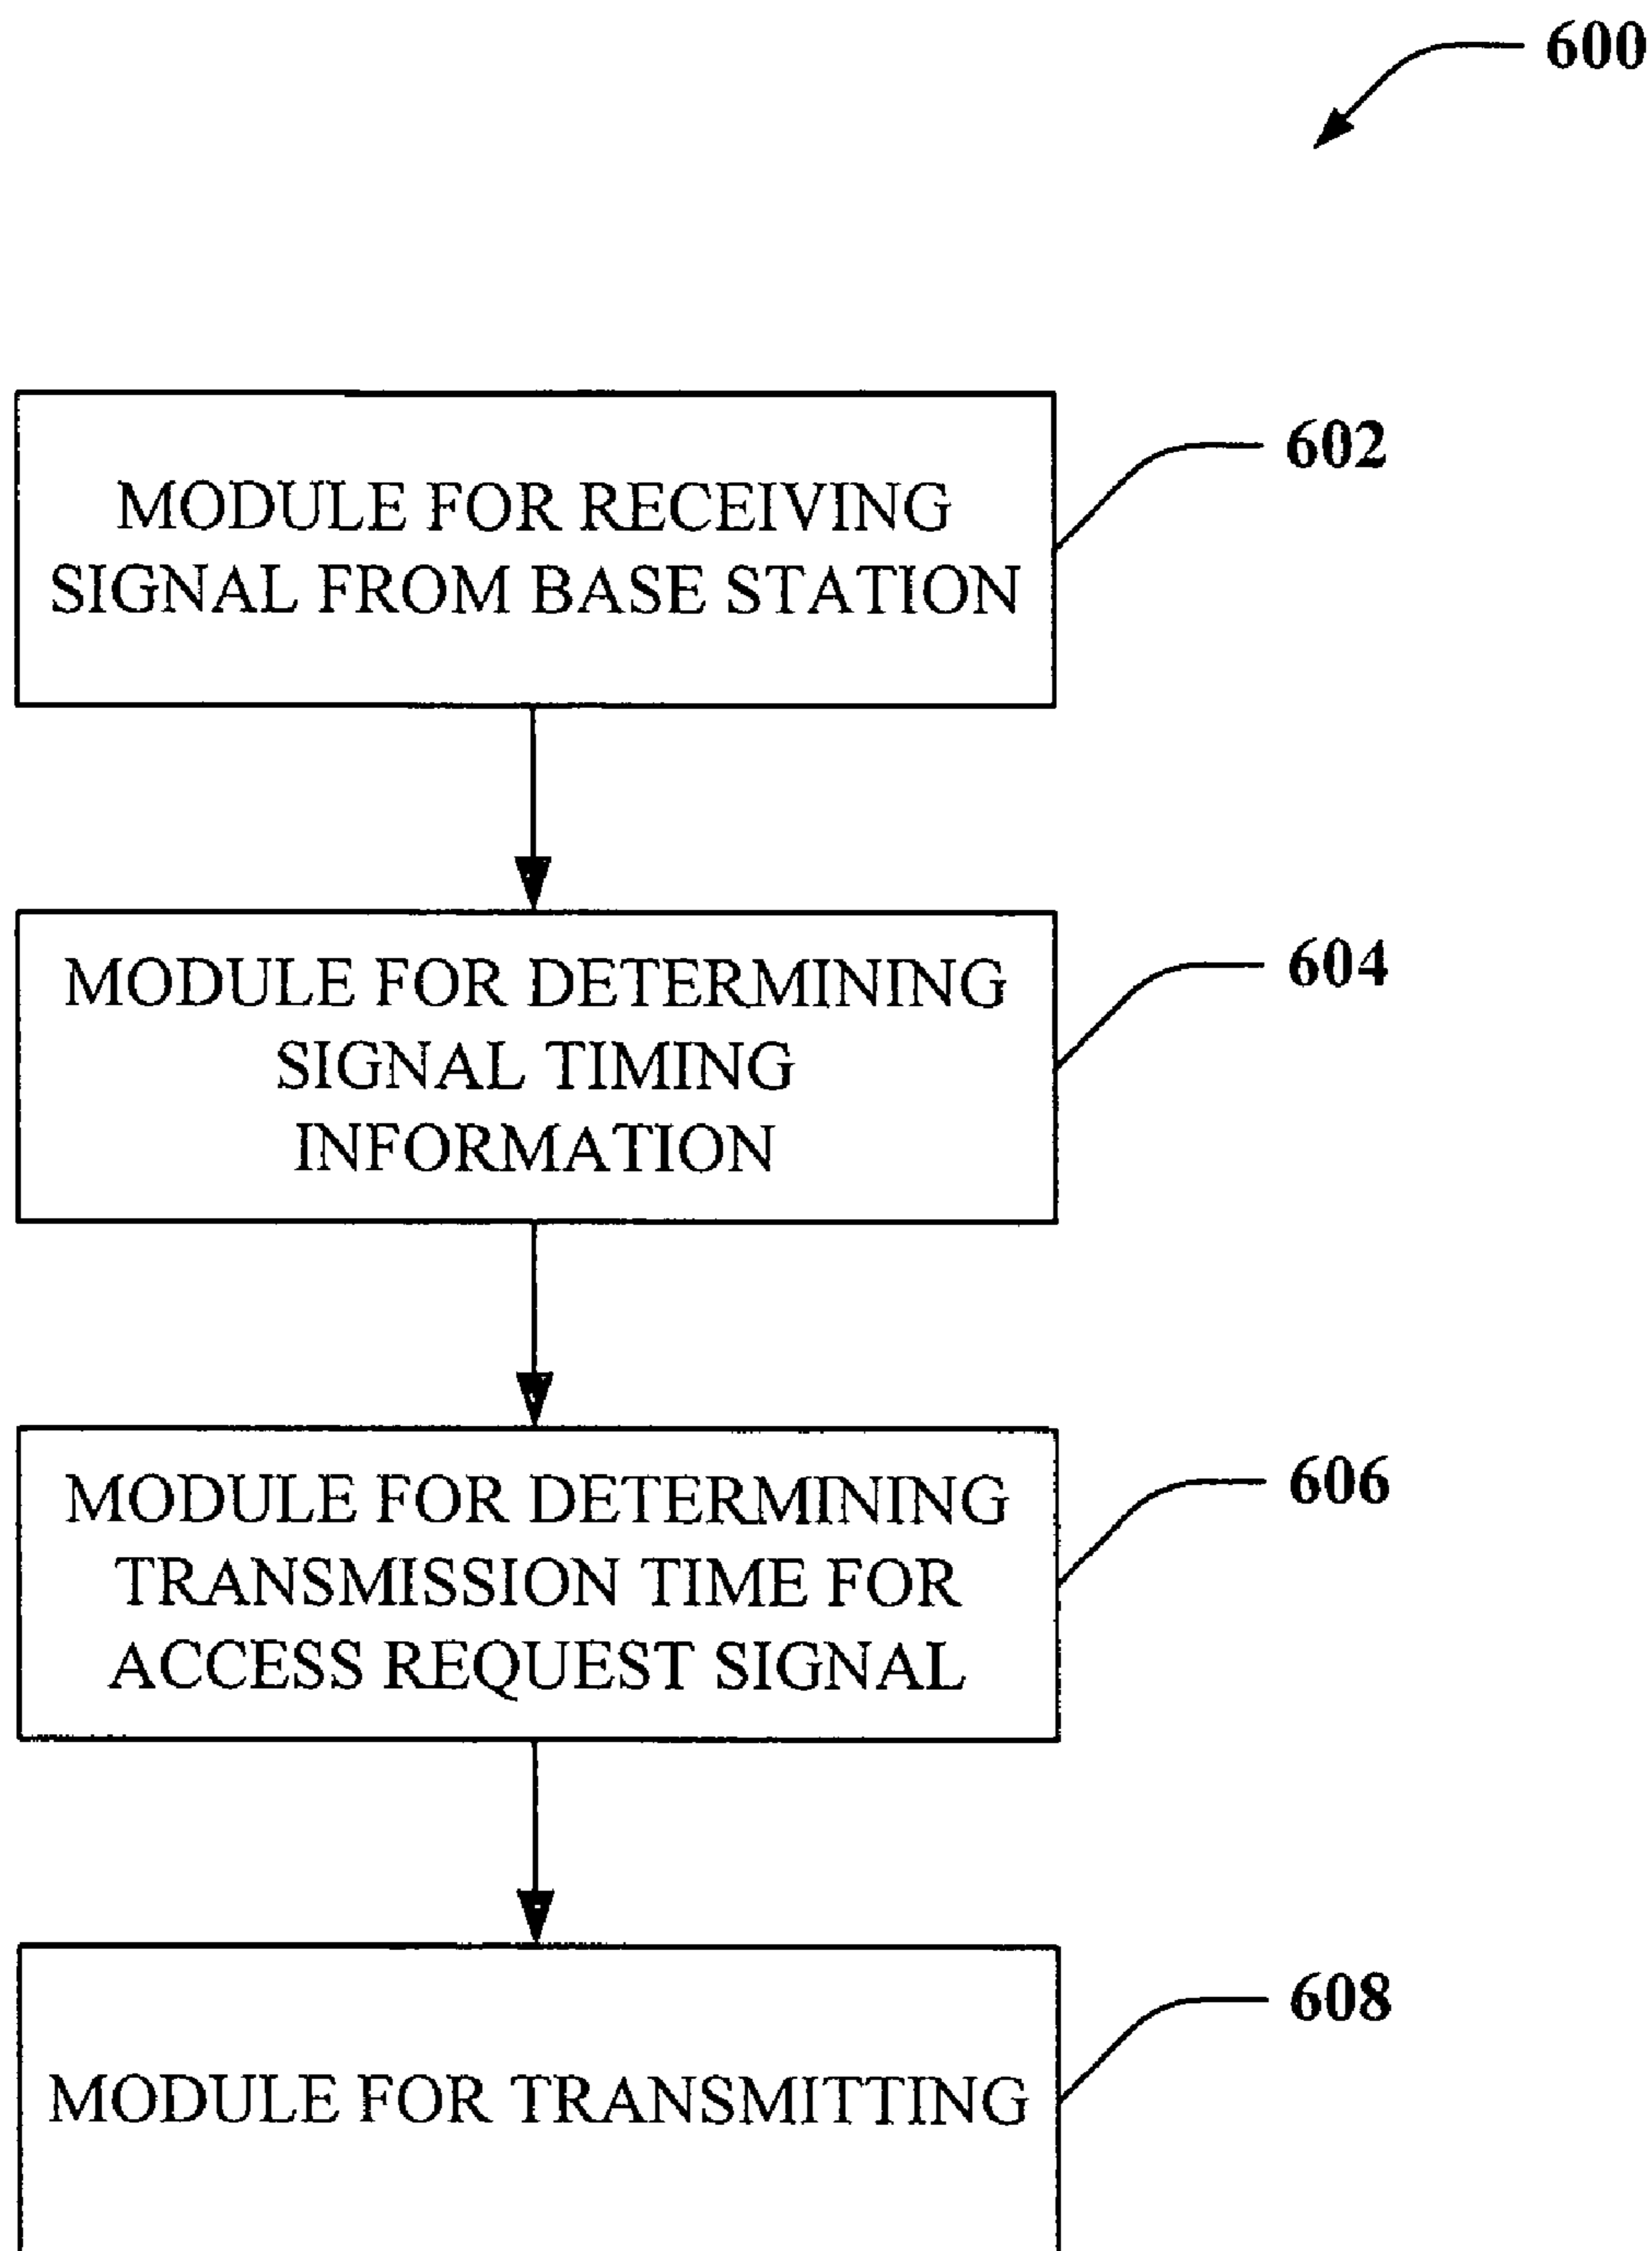 600
MODULE FOR RECEIVING
SIGNAL FROM BASE STATION
602
MODULE FOR DETERMINING
SIGNAL TIMING
INFORMATION
604
MODULE FOR DETERMINING
TRANSMISSION TIME FOR
ACCESS REQUEST SIGNAL
606
MODULE FOR TRANSMITTING
608